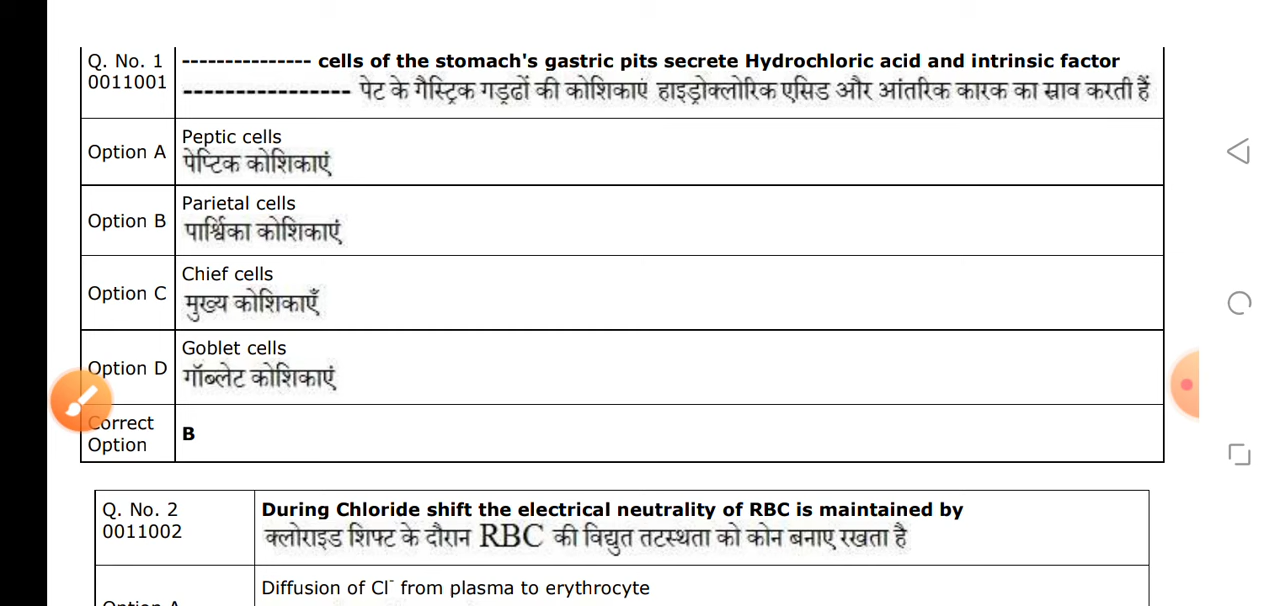 Q. No. 1
0011001
--------------- cells of the stomach's gastric pits secrete Hydrochloric acid and intrinsic factor
---------------- पेट के गैस्ट्रिक गड्ढों की कोशिकाएं हाइड्रोक्लोरिक एसिड और आंतरिक कारक का स्राव करती हैं
Option A
Peptic cells
पेप्टिक कोशिकाएं
Option B
Parietal cells
पार्श्विका कोशिकाएं
Option C
Chief cells
मुख्य कोशिकाएँ
Option D
Goblet cells
गॉब्लेट कोशिकाएं
Correct
Option
B
Q. No. 2
0011002
During Chloride shift the electrical neutrality of RBC is maintained by
क्लोराइड शिफ्ट के दौरान RBC की विद्युत तटस्थता को कोन बनाए रखता है
Option A
Diffusion of Cl⁻ from plasma to erythrocyte